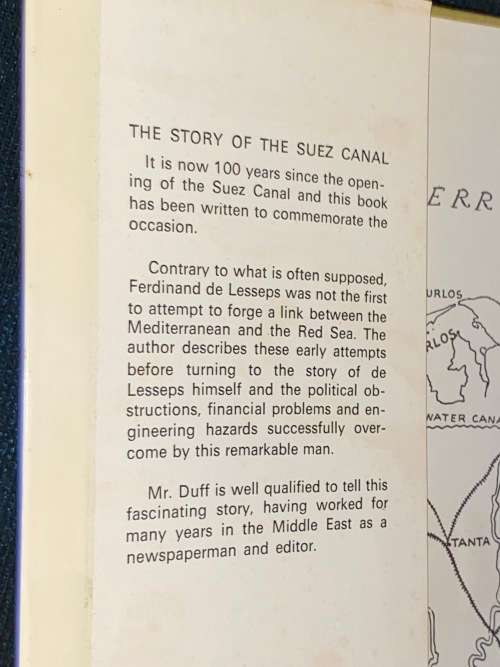 THE STORY OF THE SUEZ CANAL
It is now 100 years since the open-
ing of the Suez Canal and this book
has been written to commemorate the
occasion.
Contrary to what is often supposed,
Ferdinand de Lesseps was not the first
to attempt to forge a link between the
Mediterranean and the Red Sea. The
author describes these early attempts
before turning to the story of de
Lesseps himself and the political ob-
structions, financial problems and en-
gineering hazards successfully over-
come by this remarkable man.
Mr. Duff is well qualified to tell this
fascinating story, having worked for
many years in the Middle East as a
newspaperman and editor.
ERR
URLOS
RLOS
WATER CANA
TANTA